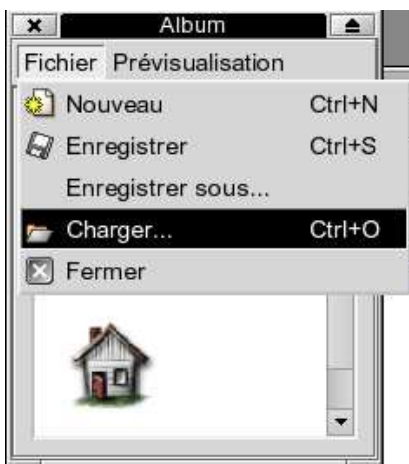 Album
Fichier Prévisualisation
Nouveau Ctrl+N
Enregistrer Ctrl+S
Enregistrer sous...
Charger... Ctrl+O
Fermer